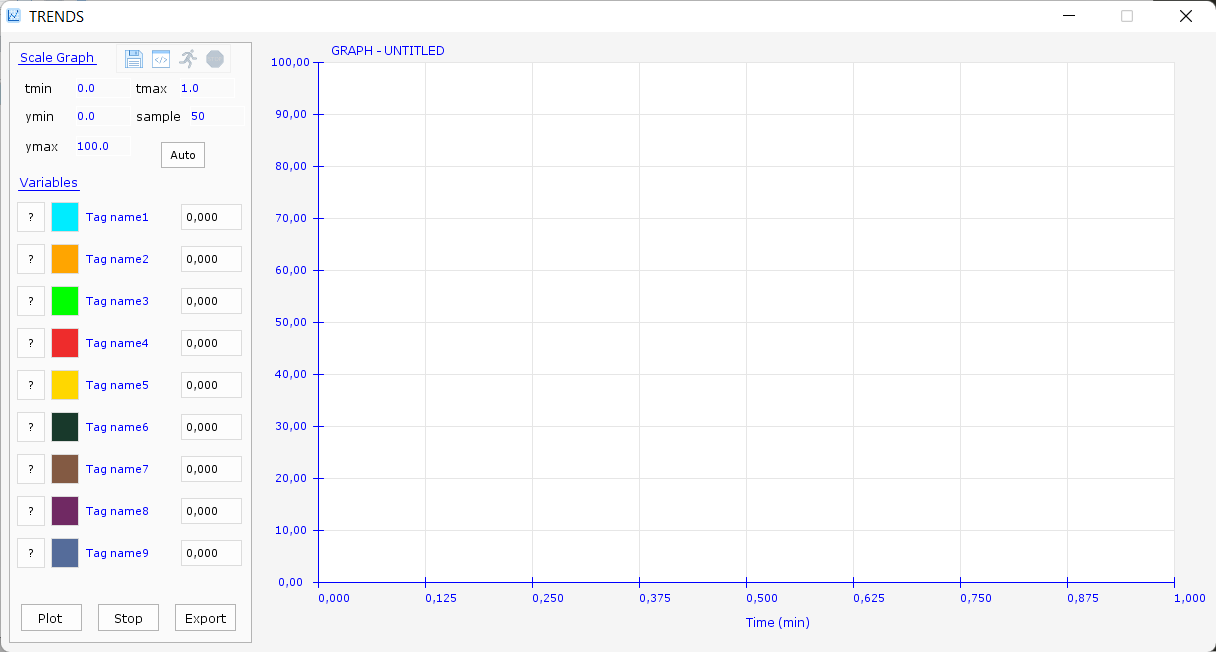 TRENDS
Scale Graph
tmin 0.0 tmax 1.0
ymin 0.0 sample 50
ymax 100.0
Auto
Variables
? Tag name1 0,000
? Tag name2 0,000
? Tag name3 0,000
? Tag name4 0,000
? Tag name5 0,000
? Tag name6 0,000
? Tag name7 0,000
? Tag name8 0,000
? Tag name9 0,000
Plot Stop Export
GRAPH - UNTITLED
100,00
90,00
80,00
70,00
60,00
50,00
40,00
30,00
20,00
10,00
0,00
0,000 0,125 0,250 0,375 0,500 0,625 0,750 0,875 1,000
Time (min)